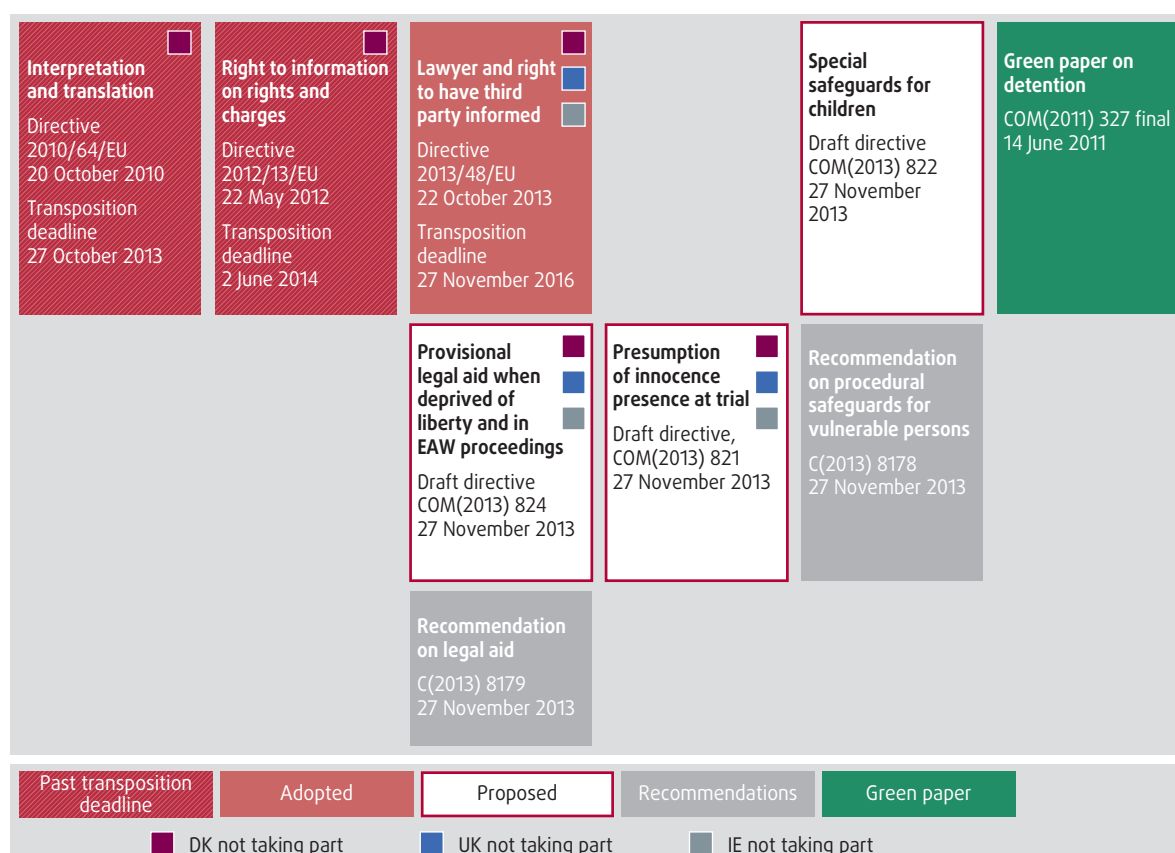 Interpretation
and translation
Directive
2010/64/EU
20 October 2010
Transposition
deadline
27 October 2013
Right to information
on rights and
charges
Directive
2012/13/EU
22 May 2012
Transposition
deadline
2 June 2014
Lawyer and right
to have third
party informed
Directive
2013/48/EU
22 October 2013
Transposition
deadline
27 November 2016
Special
safeguards for
children
Draft directive
COM(2013) 822
27 November
2013
Green paper on
detention
COM(2011) 327 final
14 June 2011
Provisional
legal aid when
deprived of
liberty and in
EAW proceedings
Draft directive
COM(2013) 824
27 November 2013
Presumption
of innocence
presence at trial
Draft directive,
COM(2013) 821
27 November 2013
Recommendation
on procedural
safeguards for
vulnerable persons
C(2013) 8178
27 November 2013
Recommendation
on legal aid
C(2013) 8179
27 November 2013
Past transposition
deadline
Adopted
Proposed
Recommendations
Green paper
DK not taking part
UK not taking part
IE not taking part